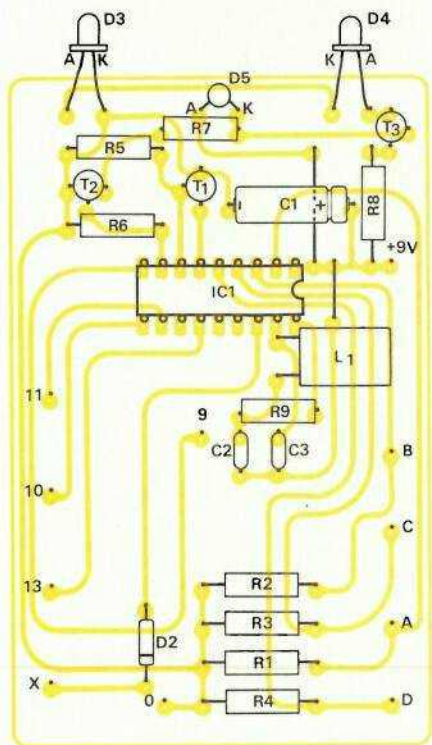 D3 D4
A K K A
D5
A K
R7 T3
R5
T2 T1
- C1 + R8
R6
+9V
IC1
L1
11
R9
9
C2 C3 B
10
C
13
R2
R3 A
D2
R1
X
0 R4 D